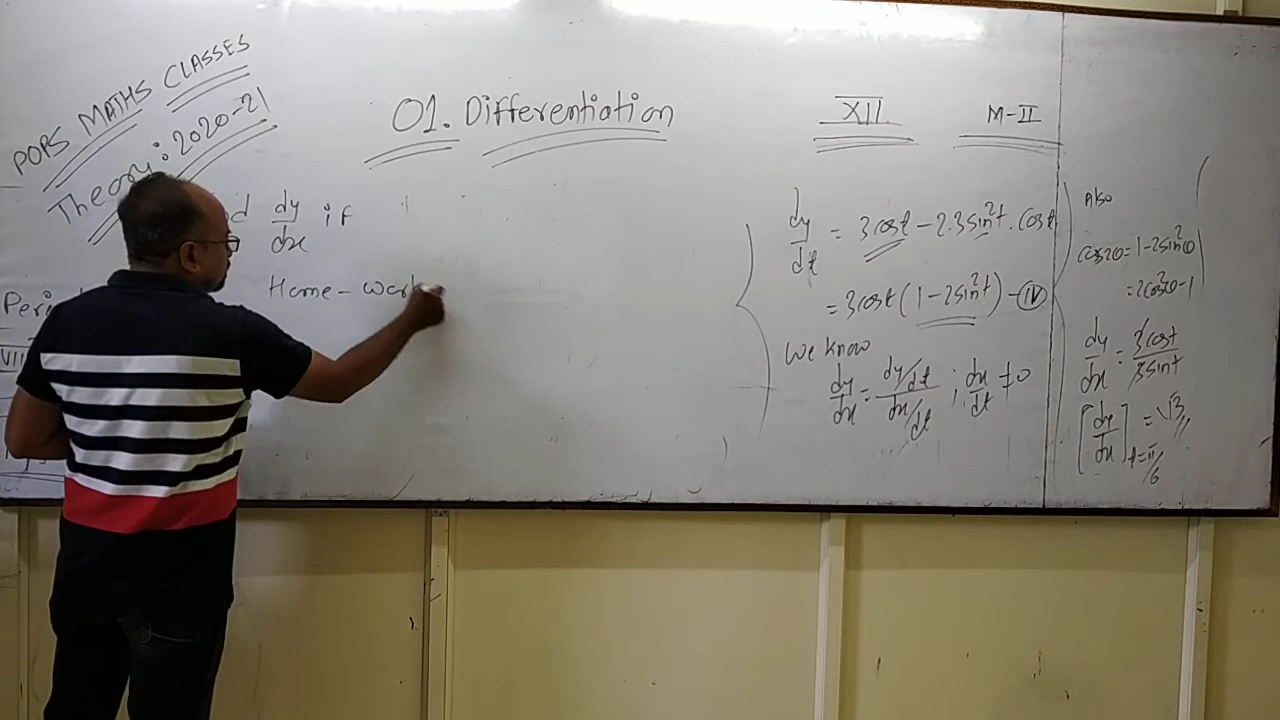 POPS MATHS CLASSES
Theory: 2020-21
01. Differentiation
XII
M-II
dy/dx if
Home-Work
VII
dy/dt = 3cost - 2.3sin²t.Cost
= 3cost(1-2sin²t) - IV
We know
dy/dx = (dy/dt)/(dx/dt) ; dx/dt ≠ 0
Also
Cos2θ = 1-2sin²θ
= 2cos²θ-1
dy/dx = 3cost/3sint
[dy/dx] t=π/6 = √3